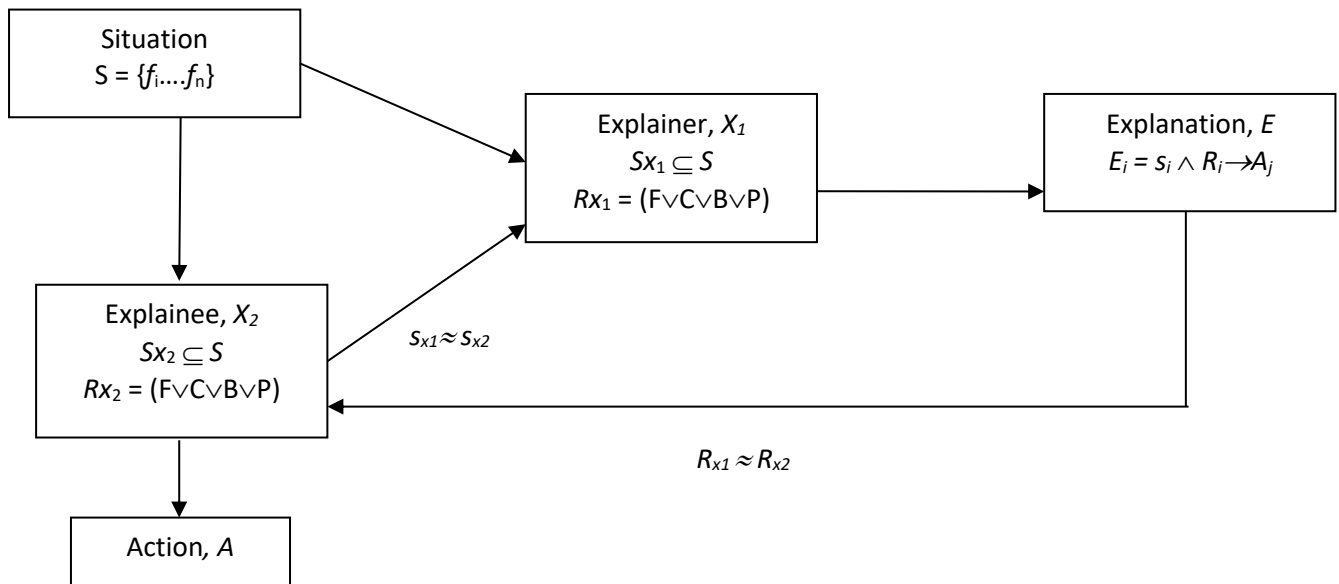 Situation
S = {fi....fn}
Explainer, X1
Sx1 ⊆ S
Rx1 = (F∨C∨B∨P)
Explanation, E
Ei = si ∧ Ri→Aj
Explainee, X2
Sx2 ⊆ S
Rx2 = (F∨C∨B∨P)
sx1≈sx2
Rx1≈Rx2
Action, A